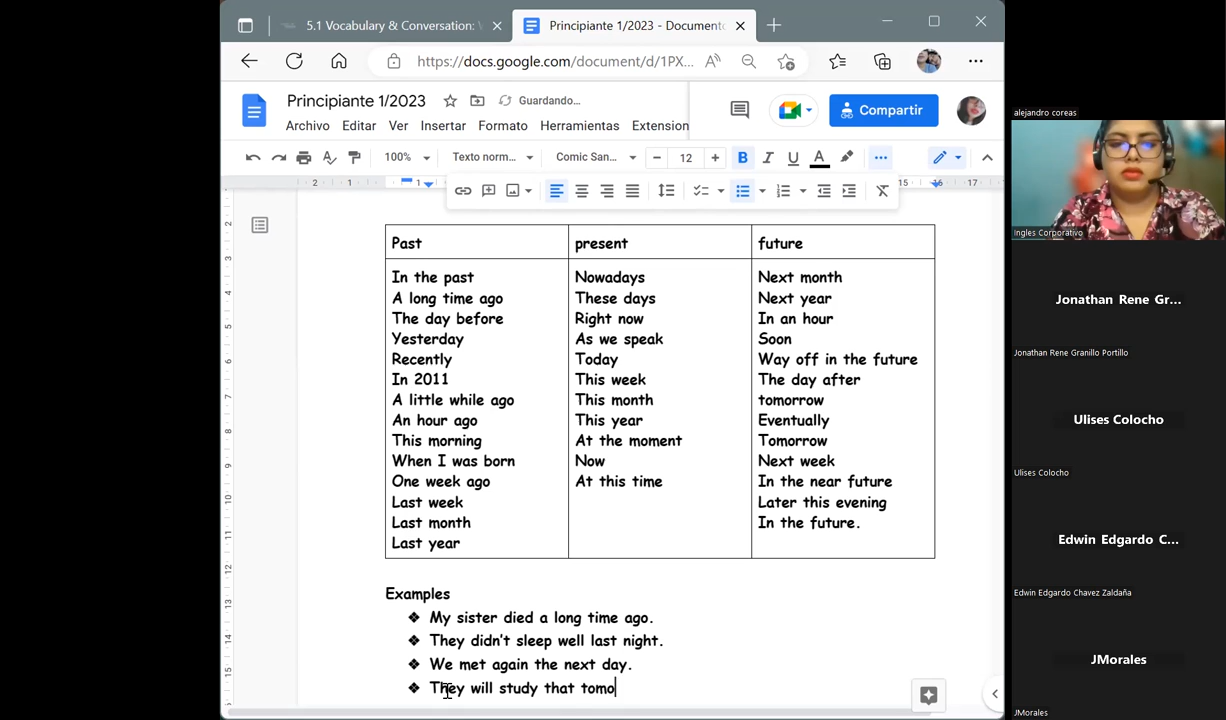 5.1 Vocabulary & Conversation:
Principiante 1/2023 - Documento
https://docs.google.com/document/d/1PX...
Principiante 1/2023
Guardando...
Compartir
Archivo Editar Ver Insertar Formato Herramientas Extension
100% Texto norm... Comic San... 12
2 1 1 15 16 17
Past present future
In the past
A long time ago
The day before
Yesterday
Recently
In 2011
A little while ago
An hour ago
This morning
When I was born
One week ago
Last week
Last month
Last year
Nowadays
These days
Right now
As we speak
Today
This week
This month
This year
At the moment
Now
At this time
Next month
Next year
In an hour
Soon
Way off in the future
The day after
tomorrow
Eventually
Tomorrow
Next week
In the near future
Later this evening
In the future.
Examples
❖ My sister died a long time ago.
❖ They didn't sleep well last night.
❖ We met again the next day.
❖ They will study that tomo
alejandro coreas
Ingles Corporativo
Jonathan Rene Gr...
Jonathan Rene Granillo Portillo
Ulises Colocho
Ulises Colocho
Edwin Edgardo C...
Edwin Edgardo Chavez Zaldaña
JMorales
JMorales